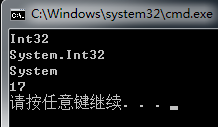 C:\Windows\system32\cmd.exe
Int32
System.Int32
System
17
请按任意键继续. . .